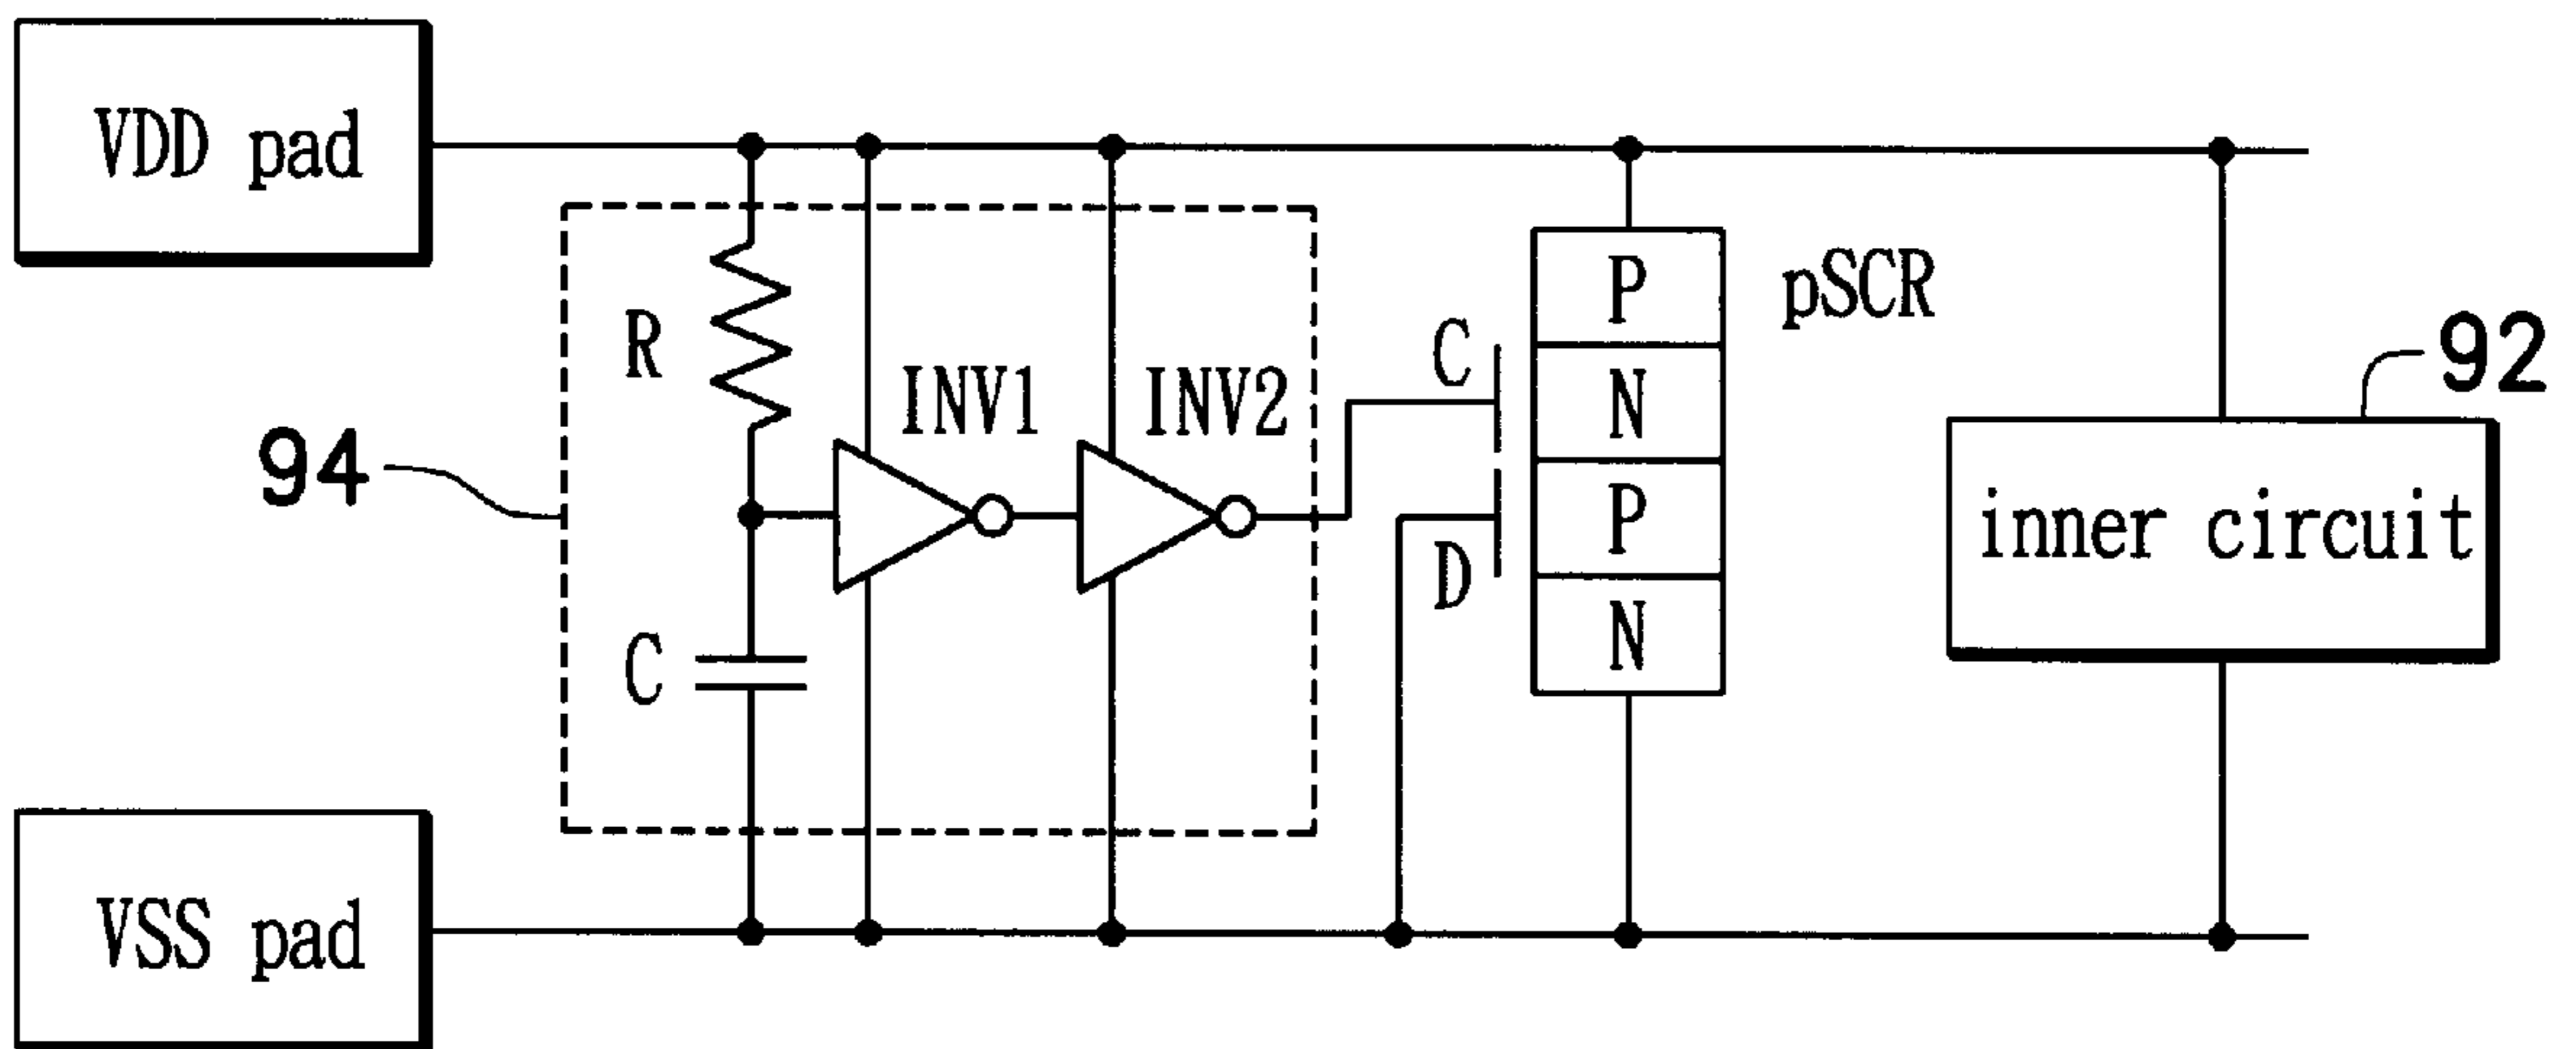 VDD pad
P
pSCR
R
C
92
INV1
INV2
N
94
inner circuit
P
D
C
N
VSS pad